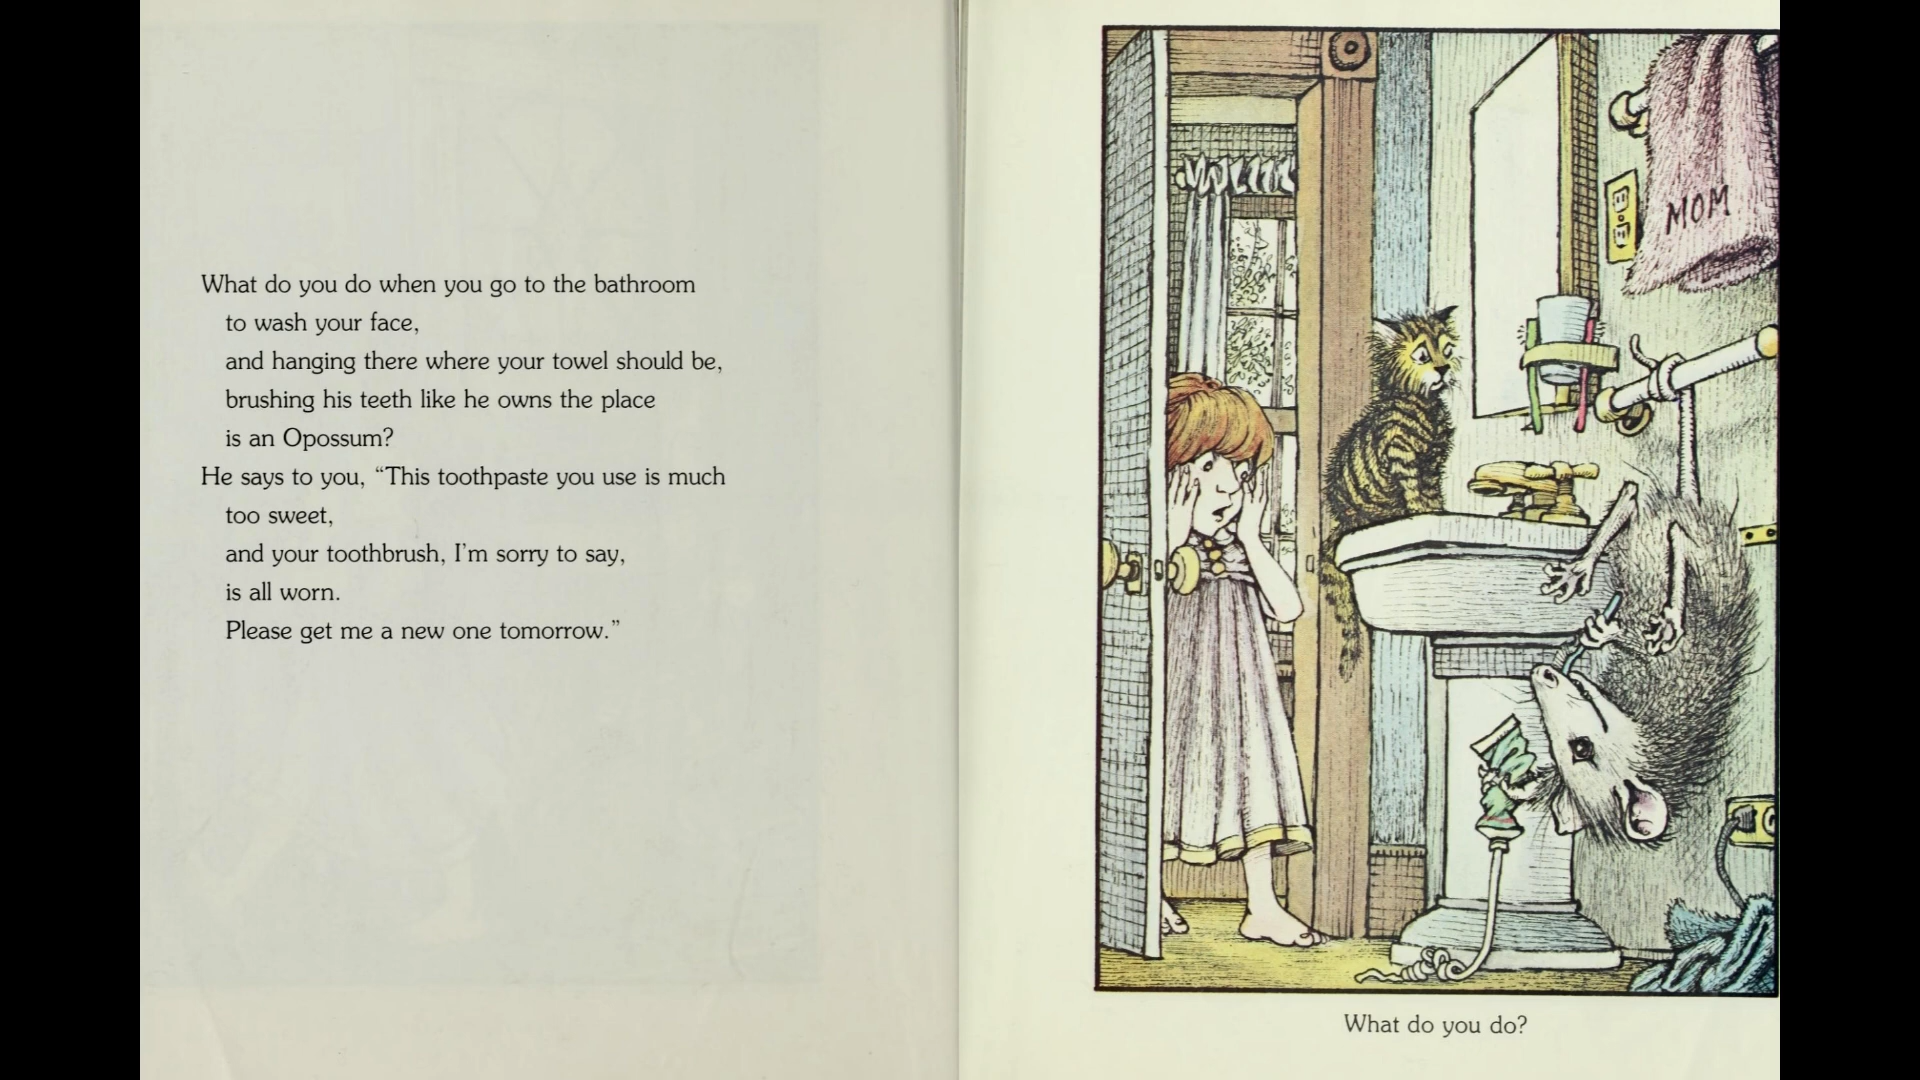 What do you do when you go to the bathroom
to wash your face,
and hanging there where your towel should be,
brushing his teeth like he owns the place
is an Opossum?
He says to you, “This toothpaste you use is much
too sweet,
and your toothbrush, I’m sorry to say,
is all worn.
Please get me a new one tomorrow.”
MOM
What do you do?